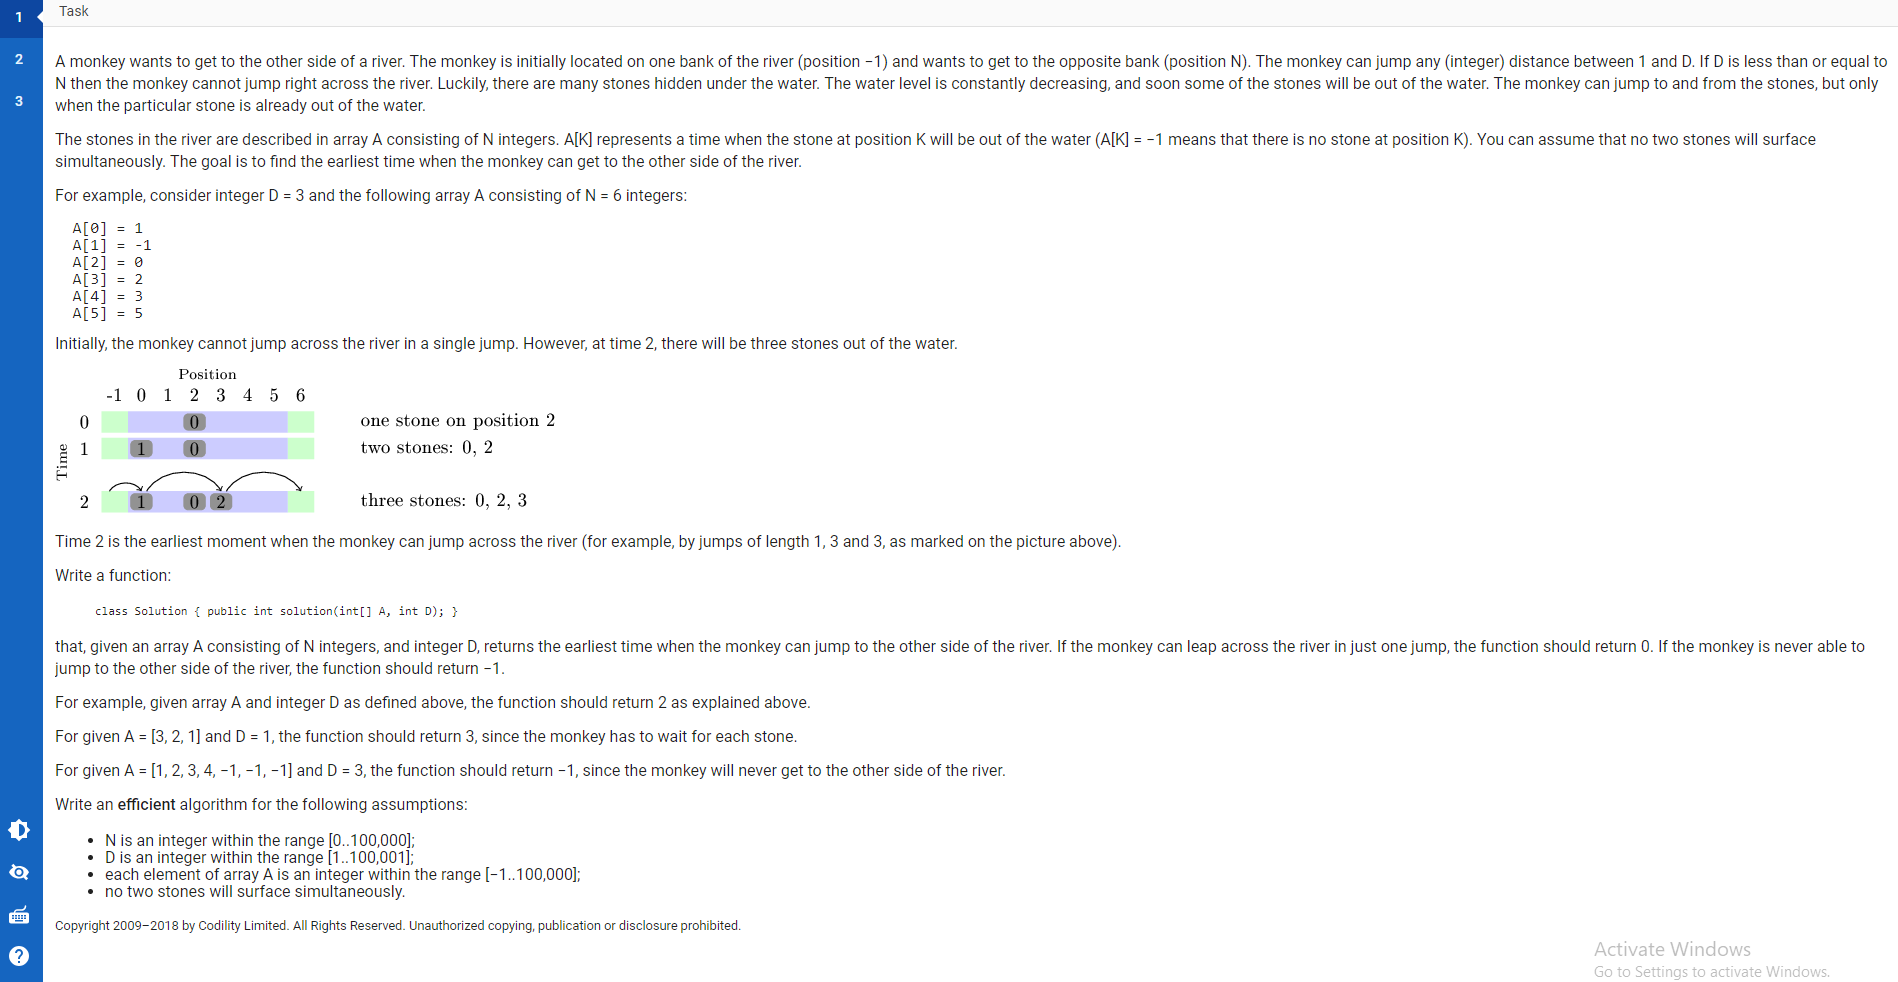 1
Task
2
3
A monkey wants to get to the other side of a river. The monkey is initially located on one bank of the river (position −1) and wants to get to the opposite bank (position N). The monkey can jump any (integer) distance between 1 and D. If D is less than or equal to
N then the monkey cannot jump right across the river. Luckily, there are many stones hidden under the water. The water level is constantly decreasing, and soon some of the stones will be out of the water. The monkey can jump to and from the stones, but only
when the particular stone is already out of the water.
The stones in the river are described in array A consisting of N integers. A[K] represents a time when the stone at position K will be out of the water (A[K] = −1 means that there is no stone at position K). You can assume that no two stones will surface
simultaneously. The goal is to find the earliest time when the monkey can get to the other side of the river.
For example, consider integer D = 3 and the following array A consisting of N = 6 integers:
A[0] = 1
A[1] = -1
A[2] = 0
A[3] = 2
A[4] = 3
A[5] = 5
Initially, the monkey cannot jump across the river in a single jump. However, at time 2, there will be three stones out of the water.
Position
-1 0 1 2 3 4 5 6
0 0 one stone on position 2
Time
1 1 0 two stones: 0, 2
2 1 0 2 three stones: 0, 2, 3
Time 2 is the earliest moment when the monkey can jump across the river (for example, by jumps of length 1, 3 and 3, as marked on the picture above).
Write a function:
class Solution { public int solution(int[] A, int D); }
that, given an array A consisting of N integers, and integer D, returns the earliest time when the monkey can jump to the other side of the river. If the monkey can leap across the river in just one jump, the function should return 0. If the monkey is never able to
jump to the other side of the river, the function should return −1.
For example, given array A and integer D as defined above, the function should return 2 as explained above.
For given A = [3, 2, 1] and D = 1, the function should return 3, since the monkey has to wait for each stone.
For given A = [1, 2, 3, 4, −1, −1, −1] and D = 3, the function should return −1, since the monkey will never get to the other side of the river.
Write an efficient algorithm for the following assumptions:
• N is an integer within the range [0..100,000];
• D is an integer within the range [1..100,001];
• each element of array A is an integer within the range [−1..100,000];
• no two stones will surface simultaneously.
Copyright 2009–2018 by Codility Limited. All Rights Reserved. Unauthorized copying, publication or disclosure prohibited.
Activate Windows
Go to Settings to activate Windows.